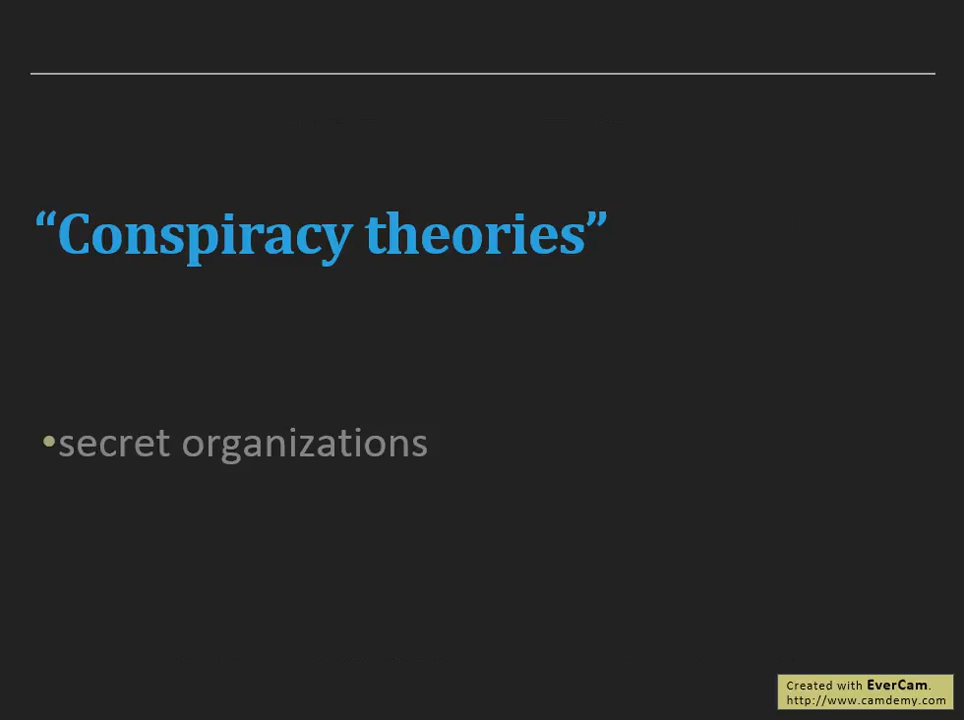 “Conspiracy theories”
•secret organizations
Created with EverCam.
http://www.camdemy.com